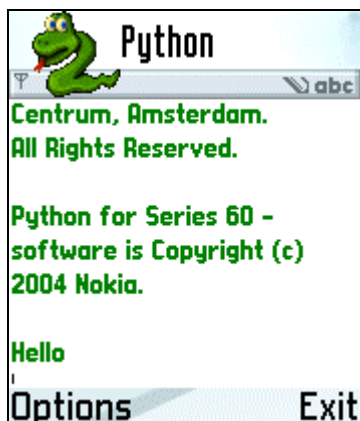 Python
abc
Centrum, Amsterdam.
All Rights Reserved.
Python for Series 60 -
software is Copyright (c)
2004 Nokia.
Hello
Options Exit